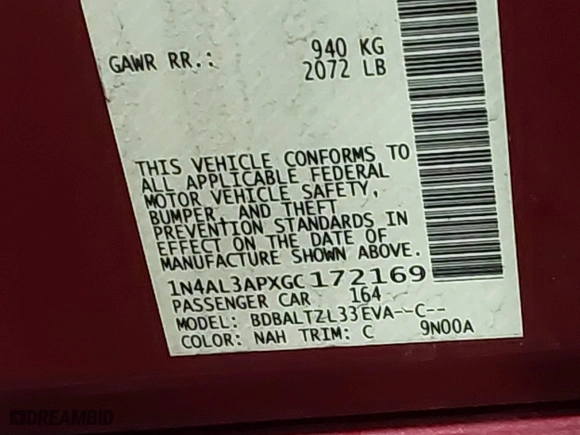 GAWR RR.: 940 KG
2072 LB
THIS VEHICLE CONFORMS TO
ALL APPLICABLE FEDERAL
MOTOR VEHICLE SAFETY,
BUMPER, AND THEFT
PREVENTION STANDARDS IN
EFFECT ON THE DATE OF
MANUFACTURE SHOWN ABOVE.
1N4AL3APXGC172169
PASSENGER CAR 164
MODEL: BDBALTZL33EVA--C--
COLOR: NAH TRIM: C 9N00A
DREAMBID